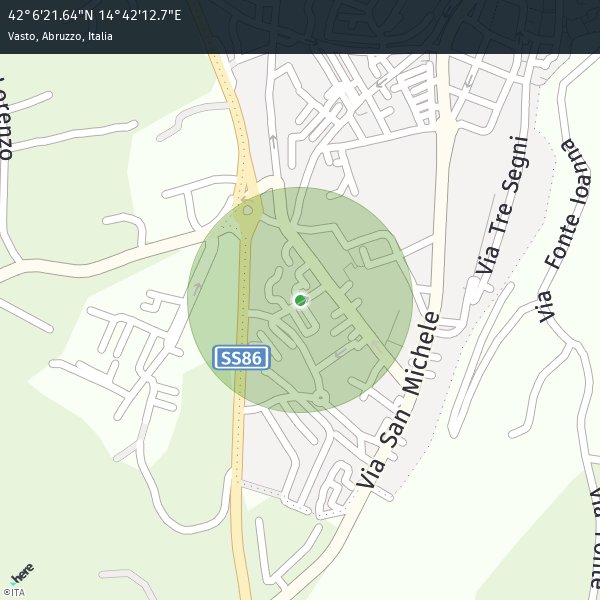 42°6'21.64"N 14°42'12.7"E
Vasto, Abruzzo, Italia
Lorenzo
Via Tre Segni
Via Fonte Ioanna
SS86
Via San Michele
Via Fonte
here
©ITA